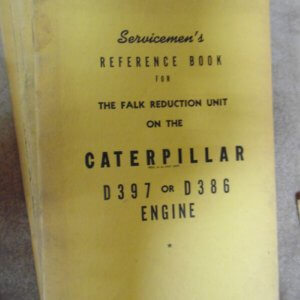 Servicemen's
REFERENCE BOOK
FOR
THE FALK REDUCTION UNIT
ON THE
CATERPILLAR
D397 OR D386
ENGINE